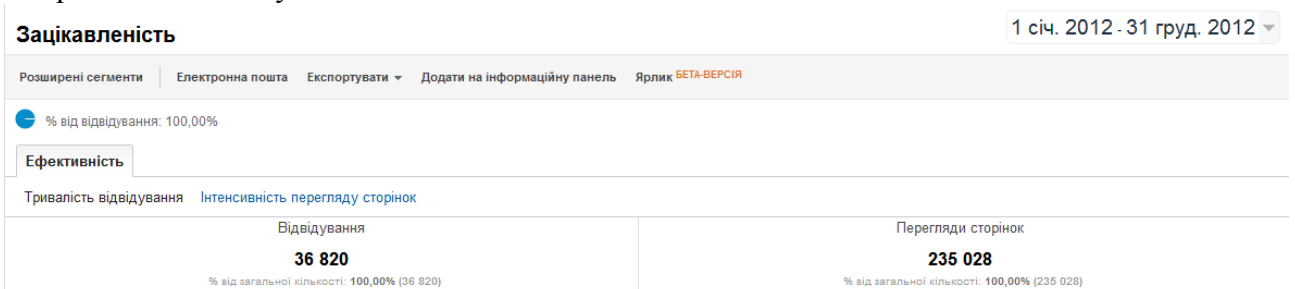 Зацікавленість
1 січ. 2012 - 31 груд. 2012
Розширені сегменти Електронна пошта Експортувати Додати на інформаційну панель Ярлик БЕТА-ВЕРСІЯ
% від відвідування: 100,00%
Ефективність
Тривалість відвідування Інтенсивність перегляду сторінок
Відвідування Перегляди сторінок
36 820 235 028
% від загальної кількості: 100,00% (36 820) % від загальної кількості: 100,00% (235 028)